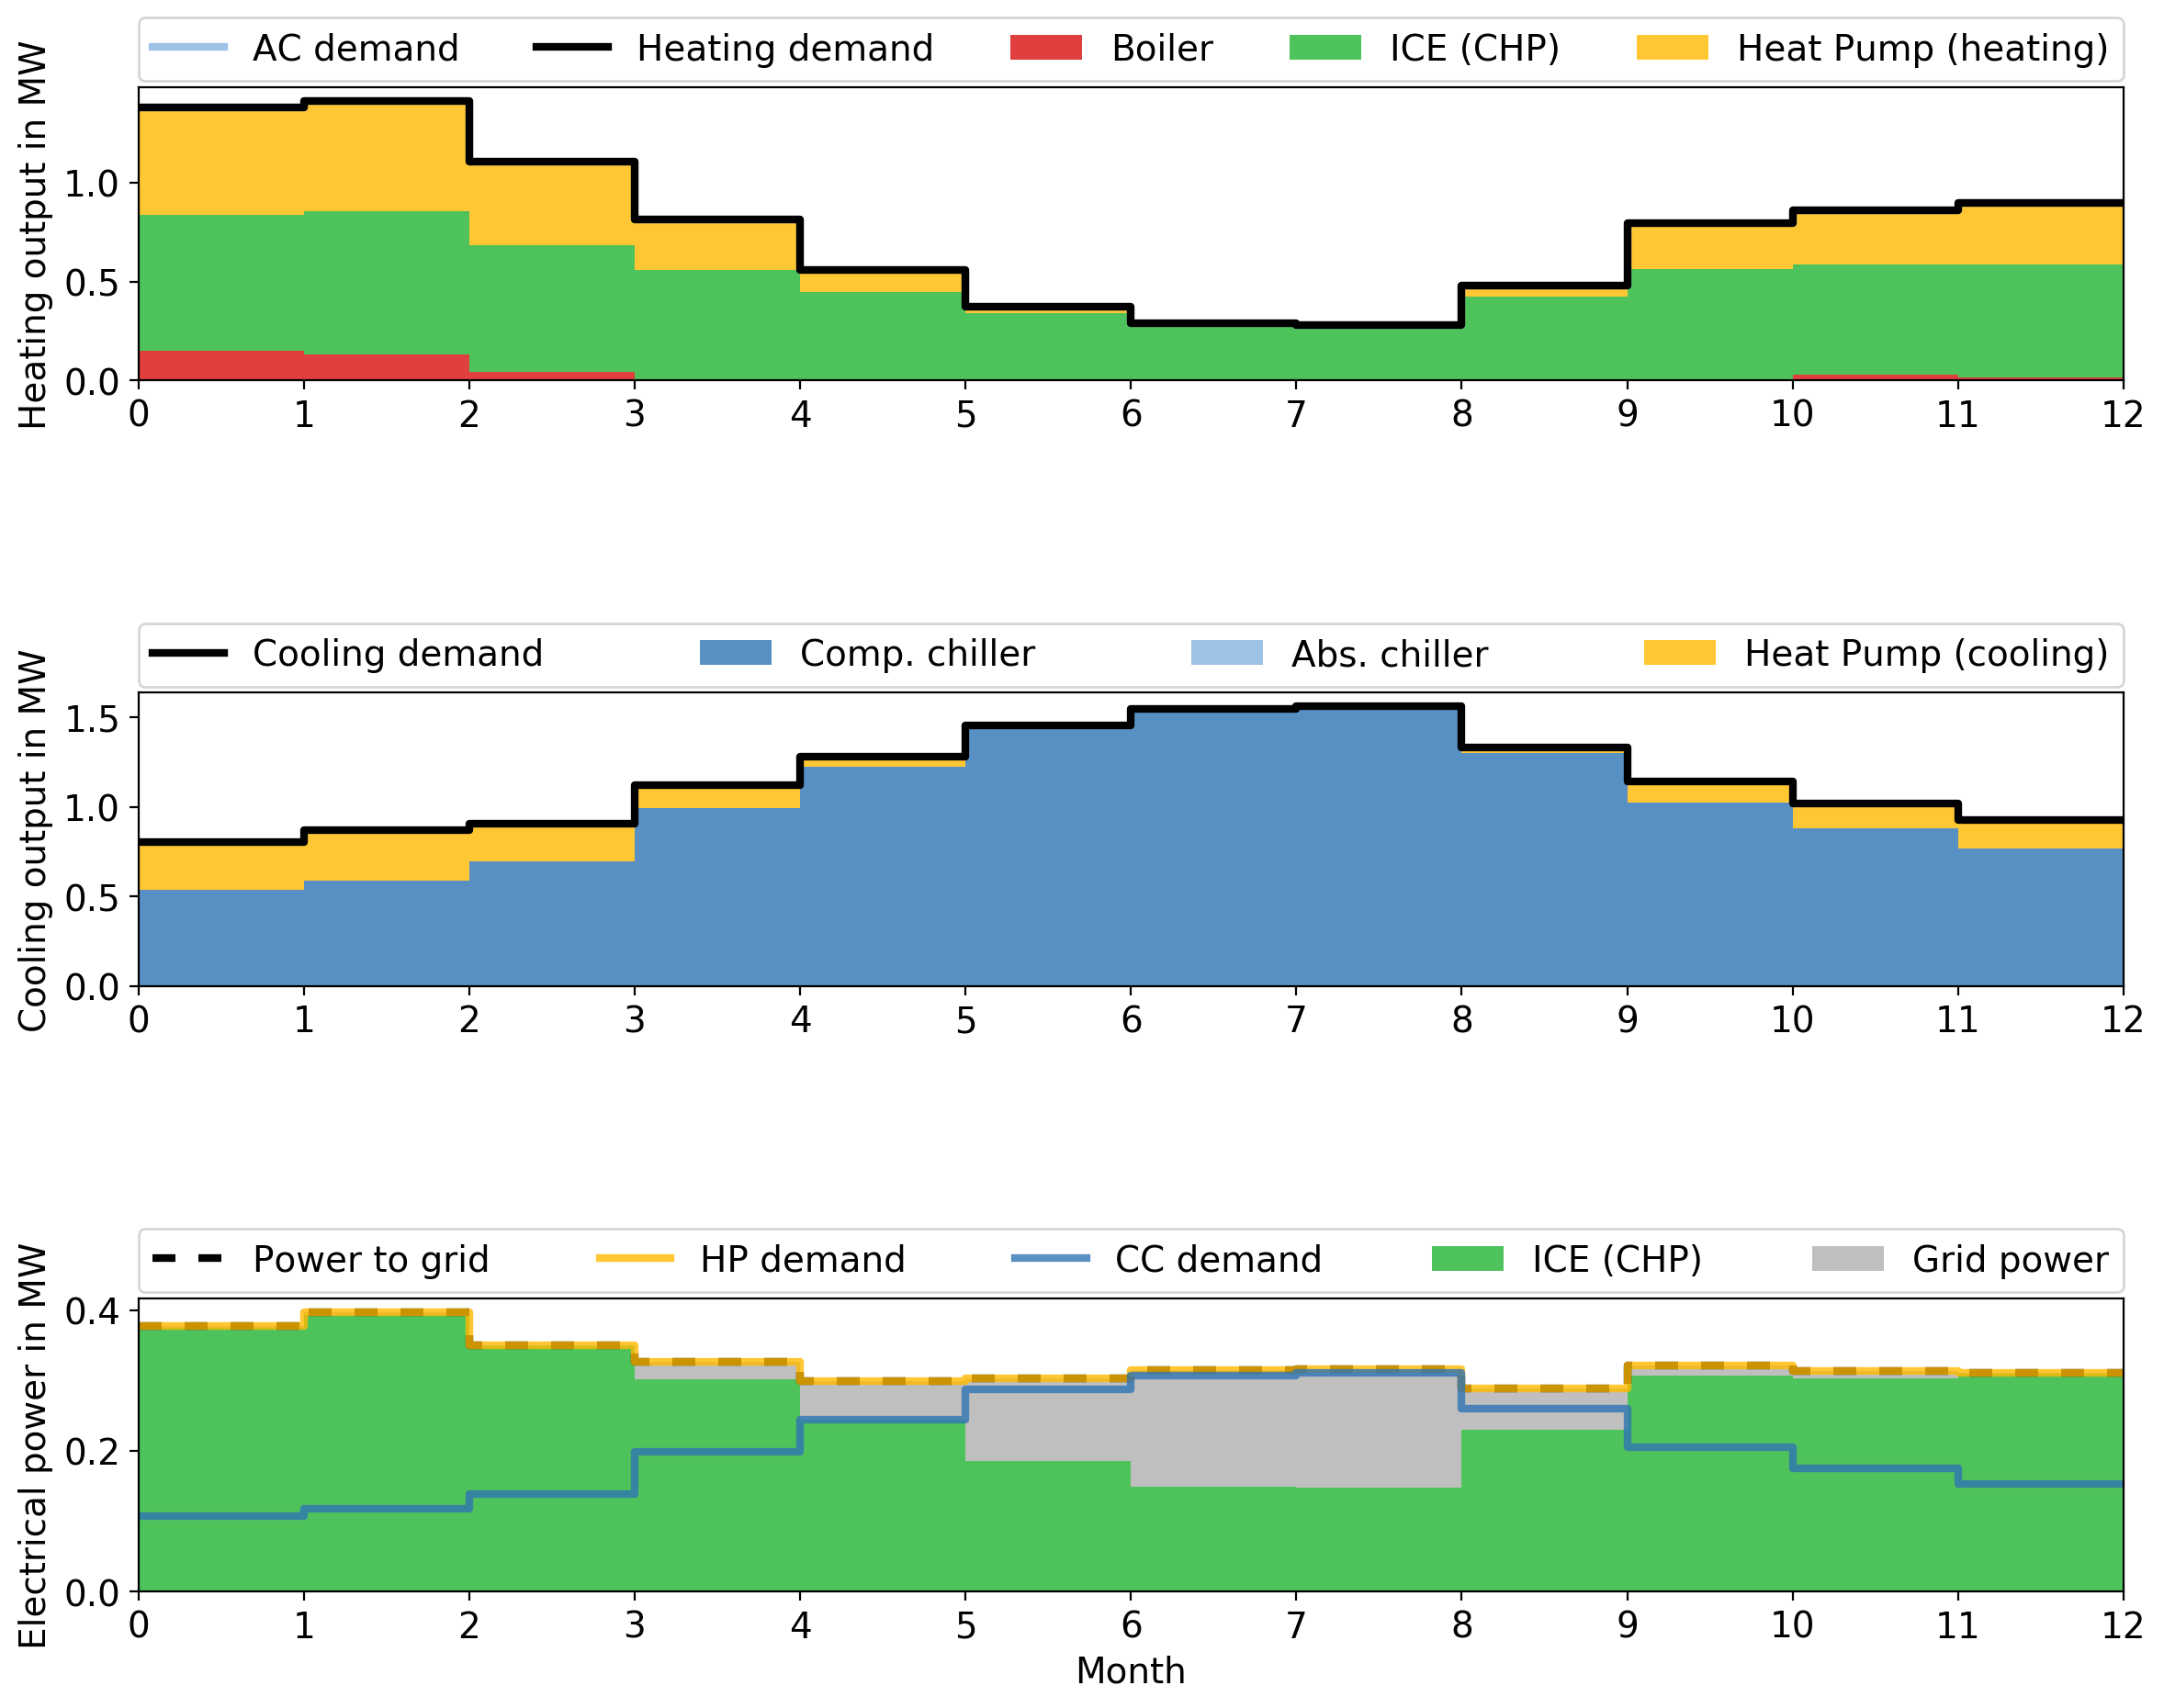 AC demand Heating demand Boiler ICE (CHP) Heat Pump (heating)
Heating output in MW
1.0
0.5
0.0
0 1 2 3 4 5 6 7 8 9 10 11 12
Cooling demand Comp. chiller Abs. chiller Heat Pump (cooling)
Cooling output in MW
1.5
1.0
0.5
0.0
0 1 2 3 4 5 6 7 8 9 10 11 12
Power to grid HP demand CC demand ICE (CHP) Grid power
Electrical power in MW
0.4
0.2
0.0
0 1 2 3 4 5 6 7 8 9 10 11 12
Month